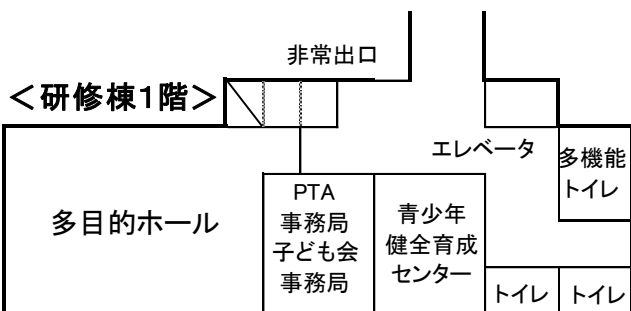 非常出口
＜研修棟1階＞
エレベータ
多機能
トイレ
多目的ホール
PTA
事務局
子ども会
事務局
青少年
健全育成
センター
トイレ
トイレ